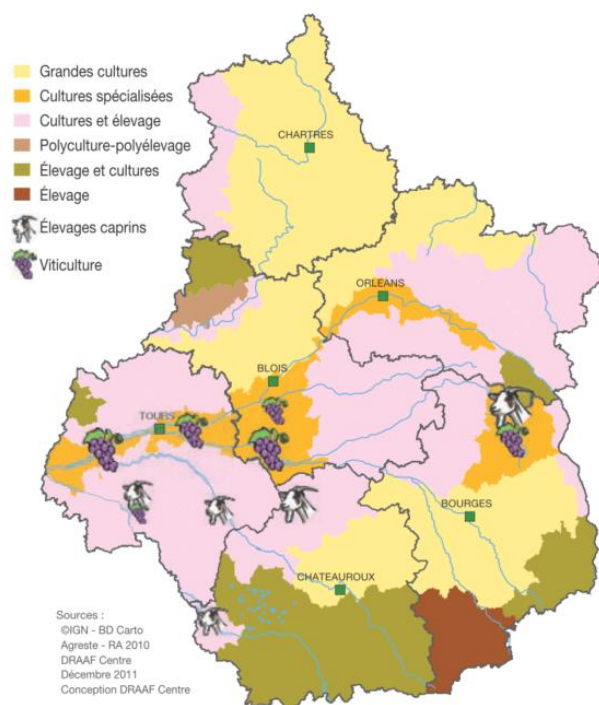 Grandes cultures
Cultures spécialisées
Cultures et élevage
Polyculture-polyélevage
Élevage et cultures
Élevage
Élevages caprins
Viticulture
CHARTRES
ORLEANS
BLOIS
TOURS
BOURGES
CHATEAUROUX
Sources :
©IGN - BD Carto
Agreste - RA 2010
DRAAF Centre
Décembre 2011
Conception DRAAF Centre